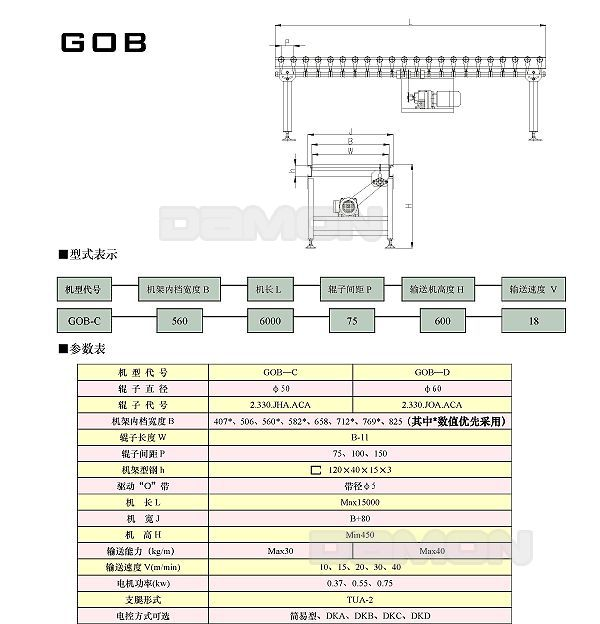 GOB
L
P
J
B
W
h
H
DAMON
■型式表示
机型代号 机架内档宽度 B 机长 L 辊子间距 P 输送机高度 H 输送速度 V
GOB-C 560 6000 75 600 18
■参数表
机 型 代 号 GOB—C GOB—D
辊 子 直 径 φ50 φ60
辊 子 代 号 2.330.JHA.ACA 2.330.JOA.ACA
机架内档宽度 B 407*、506、560*、582*、658、712*、769*、825（其中*数值优先采用）
辊子长度 W B-11
辊子间距 P 75、100、150
机架型钢 h 120×40×15×3
驱动“O”带 带径φ5
机 长 L Max15000
机 宽 J B+80
机 高 H Min450
输送能力（kg/m） Max30 Max40
输送速度 V(m/min) 10、15、20、30、40
电机功率(kw) 0.37、0.55、0.75
支腿形式 TUA-2
电控方式可选 简易型、DKA、DKB、DKC、DKD
DAMON